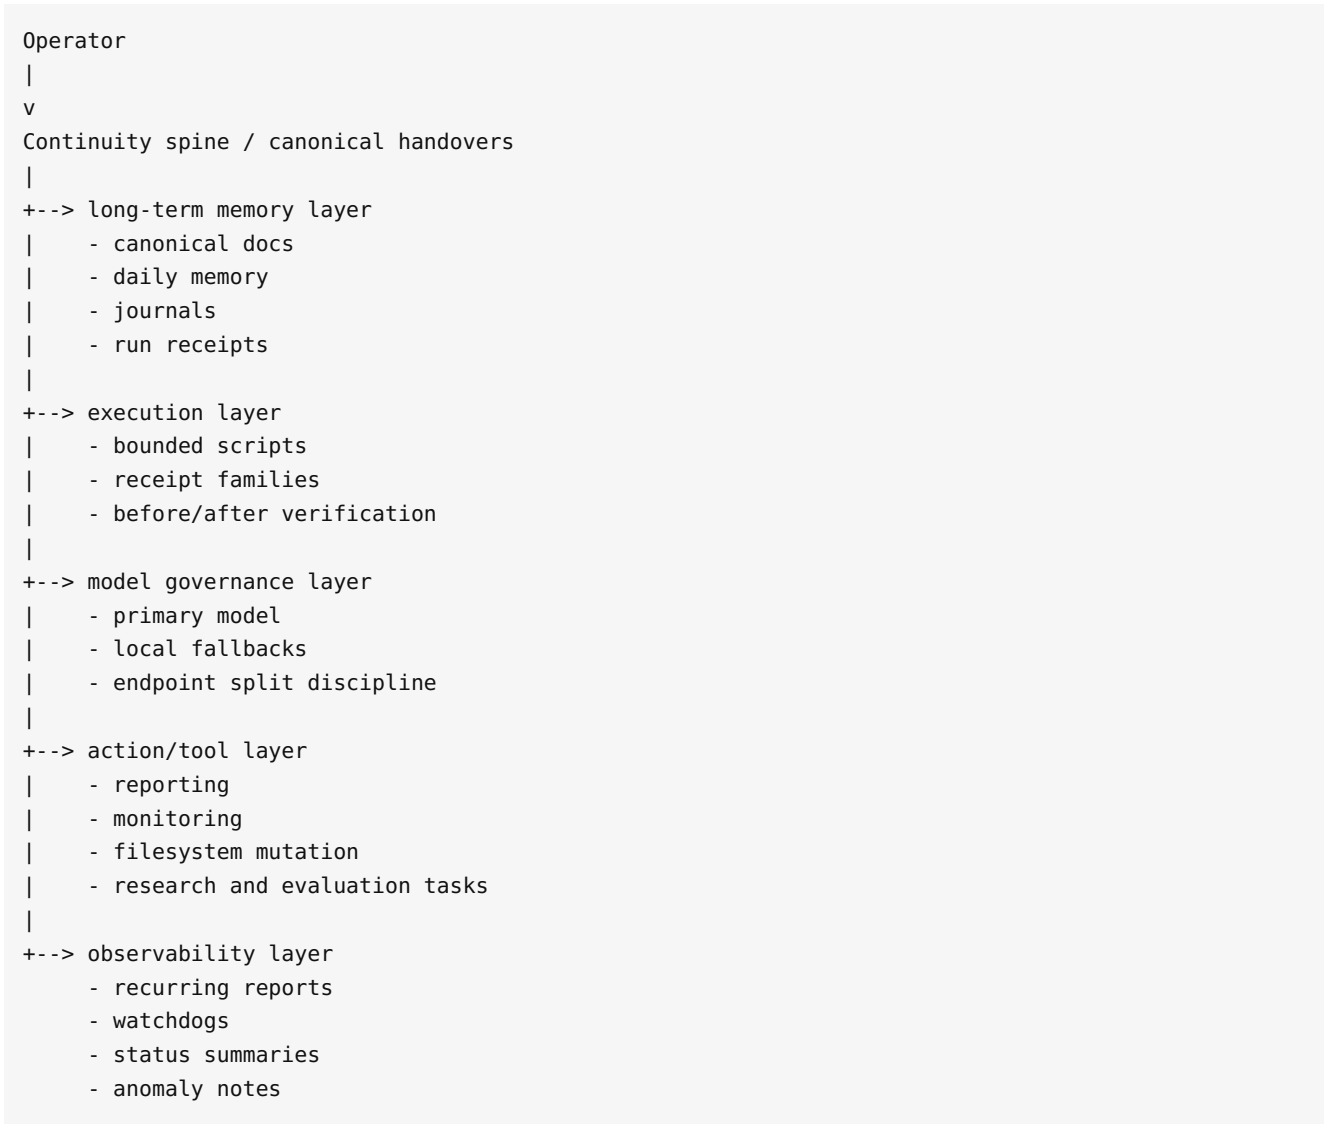 Operator
|
v
Continuity spine / canonical handovers
|
+--> long-term memory layer
|    - canonical docs
|    - daily memory
|    - journals
|    - run receipts
|
+--> execution layer
|    - bounded scripts
|    - receipt families
|    - before/after verification
|
+--> model governance layer
|    - primary model
|    - local fallbacks
|    - endpoint split discipline
|
+--> action/tool layer
|    - reporting
|    - monitoring
|    - filesystem mutation
|    - research and evaluation tasks
|
+--> observability layer
     - recurring reports
     - watchdogs
     - status summaries
     - anomaly notes